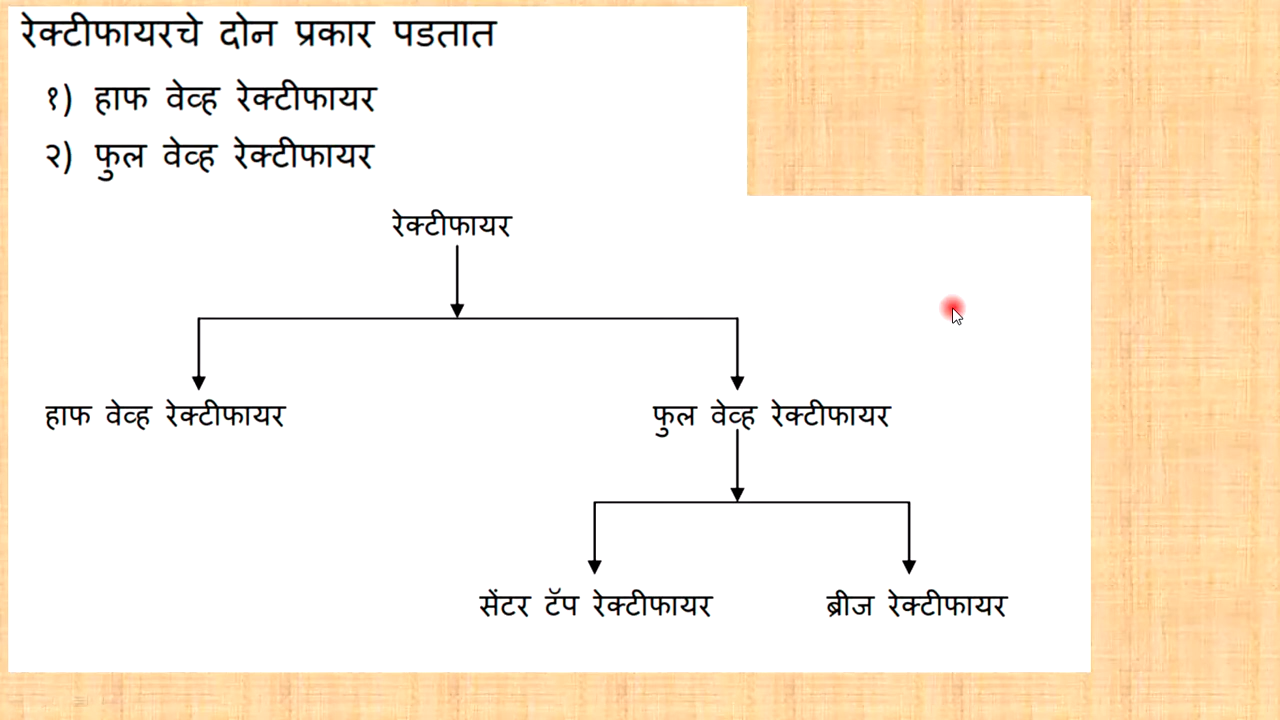 रेक्टीफायरचे दोन प्रकार पडतात
१) हाफ वेव्ह रेक्टीफायर
२) फुल वेव्ह रेक्टीफायर
रेक्टीफायर
हाफ वेव्ह रेक्टीफायर
फुल वेव्ह रेक्टीफायर
सेंटर टॅप रेक्टीफायर
ब्रीज रेक्टीफायर